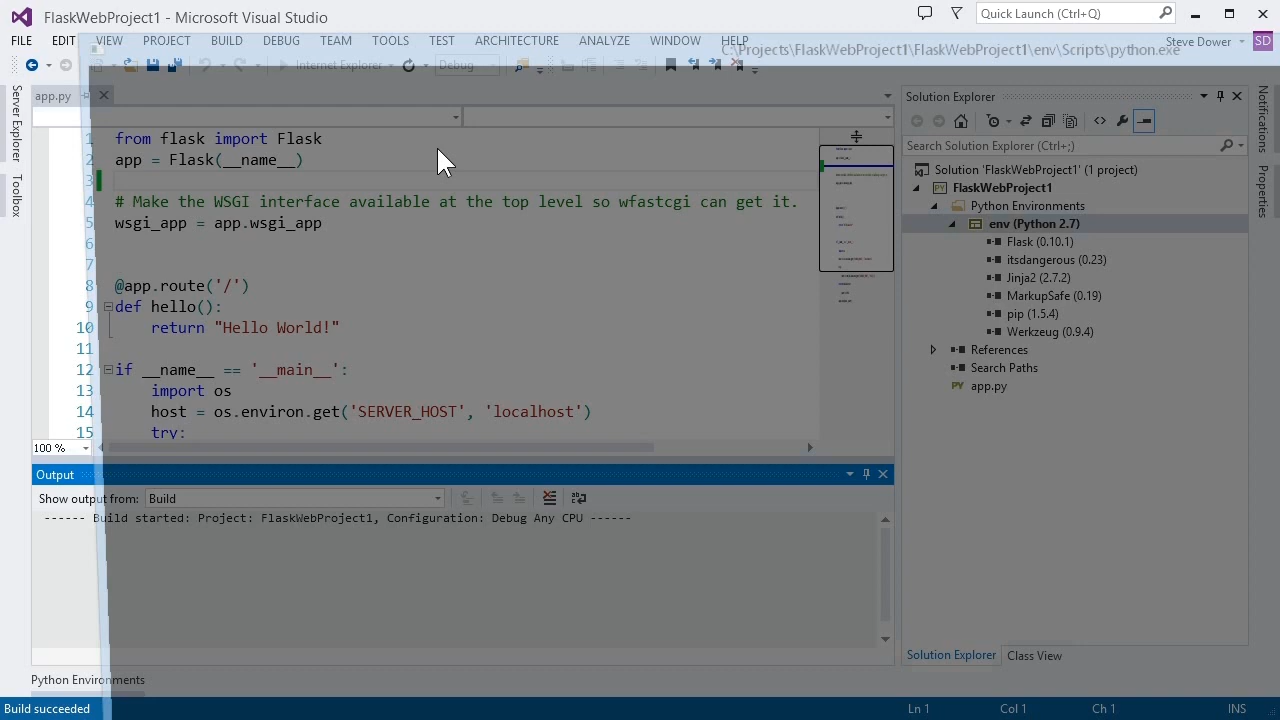 FlaskWebProject1 - Microsoft Visual Studio
Quick Launch (Ctrl+Q)
FILE EDIT VIEW PROJECT BUILD DEBUG TEAM TOOLS TEST ARCHITECTURE ANALYZE WINDOW HELP
Steve Dower SD
C:\Projects\FlaskWebProject1\FlaskWebProject1\env\Scripts\python.exe
Internet Explorer
Debug
Server Explorer
Toolbox
app.py
1 from flask import Flask
2 app = Flask(__name__)
3
4 # Make the WSGI interface available at the top level so wfastcgi can get it.
5 wsgi_app = app.wsgi_app
6
7
8 @app.route('/')
9 def hello():
10 return "Hello World!"
11
12 if __name__ == '__main__':
13 import os
14 host = os.environ.get('SERVER_HOST', 'localhost')
15 try:
100 %
Output
Show output from: Build
------ Build started: Project: FlaskWebProject1, Configuration: Debug Any CPU ------
Python Environments
Solution Explorer
Search Solution Explorer (Ctrl+;)
Solution 'FlaskWebProject1' (1 project)
FlaskWebProject1
Python Environments
env (Python 2.7)
Flask (0.10.1)
itsdangerous (0.23)
Jinja2 (2.7.2)
MarkupSafe (0.19)
pip (1.5.4)
Werkzeug (0.9.4)
References
Search Paths
app.py
Solution Explorer Class View
Notifications
Properties
Build succeeded
Ln 1 Col 1 Ch 1 INS